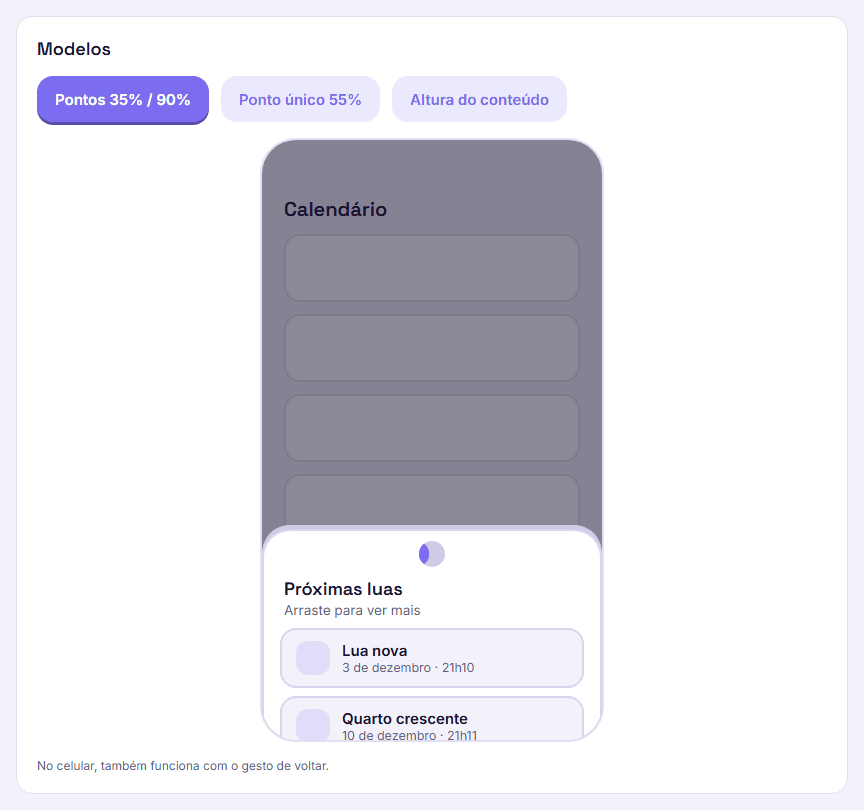 Modelos
Pontos 35% / 90%
Ponto único 55%
Altura do conteúdo
Calendário
Próximas luas
Arraste para ver mais
Lua nova
3 de dezembro · 21h10
Quarto crescente
10 de dezembro · 21h11
No celular, também funciona com o gesto de voltar.